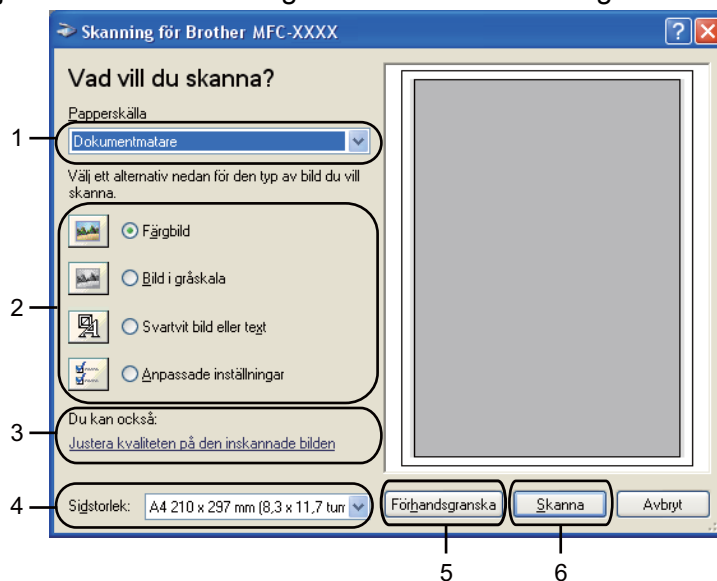 Skanning för Brother MFC-XXXX
Vad vill du skanna?
Papperskälla
1
Dokumentmatare
Välj ett alternativ nedan för den typ av bild du vill
skanna.
Färgbild
Bild i gråskala
2
Svartvit bild eller text
Anpassade inställningar
3
Du kan också:
Justera kvaliteten på den inskannade bilden
4
Sidstorlek:
A4 210 x 297 mm (8,3 x 11,7 tum
Förhandsgranska
Skanna
Avbryt
5
6